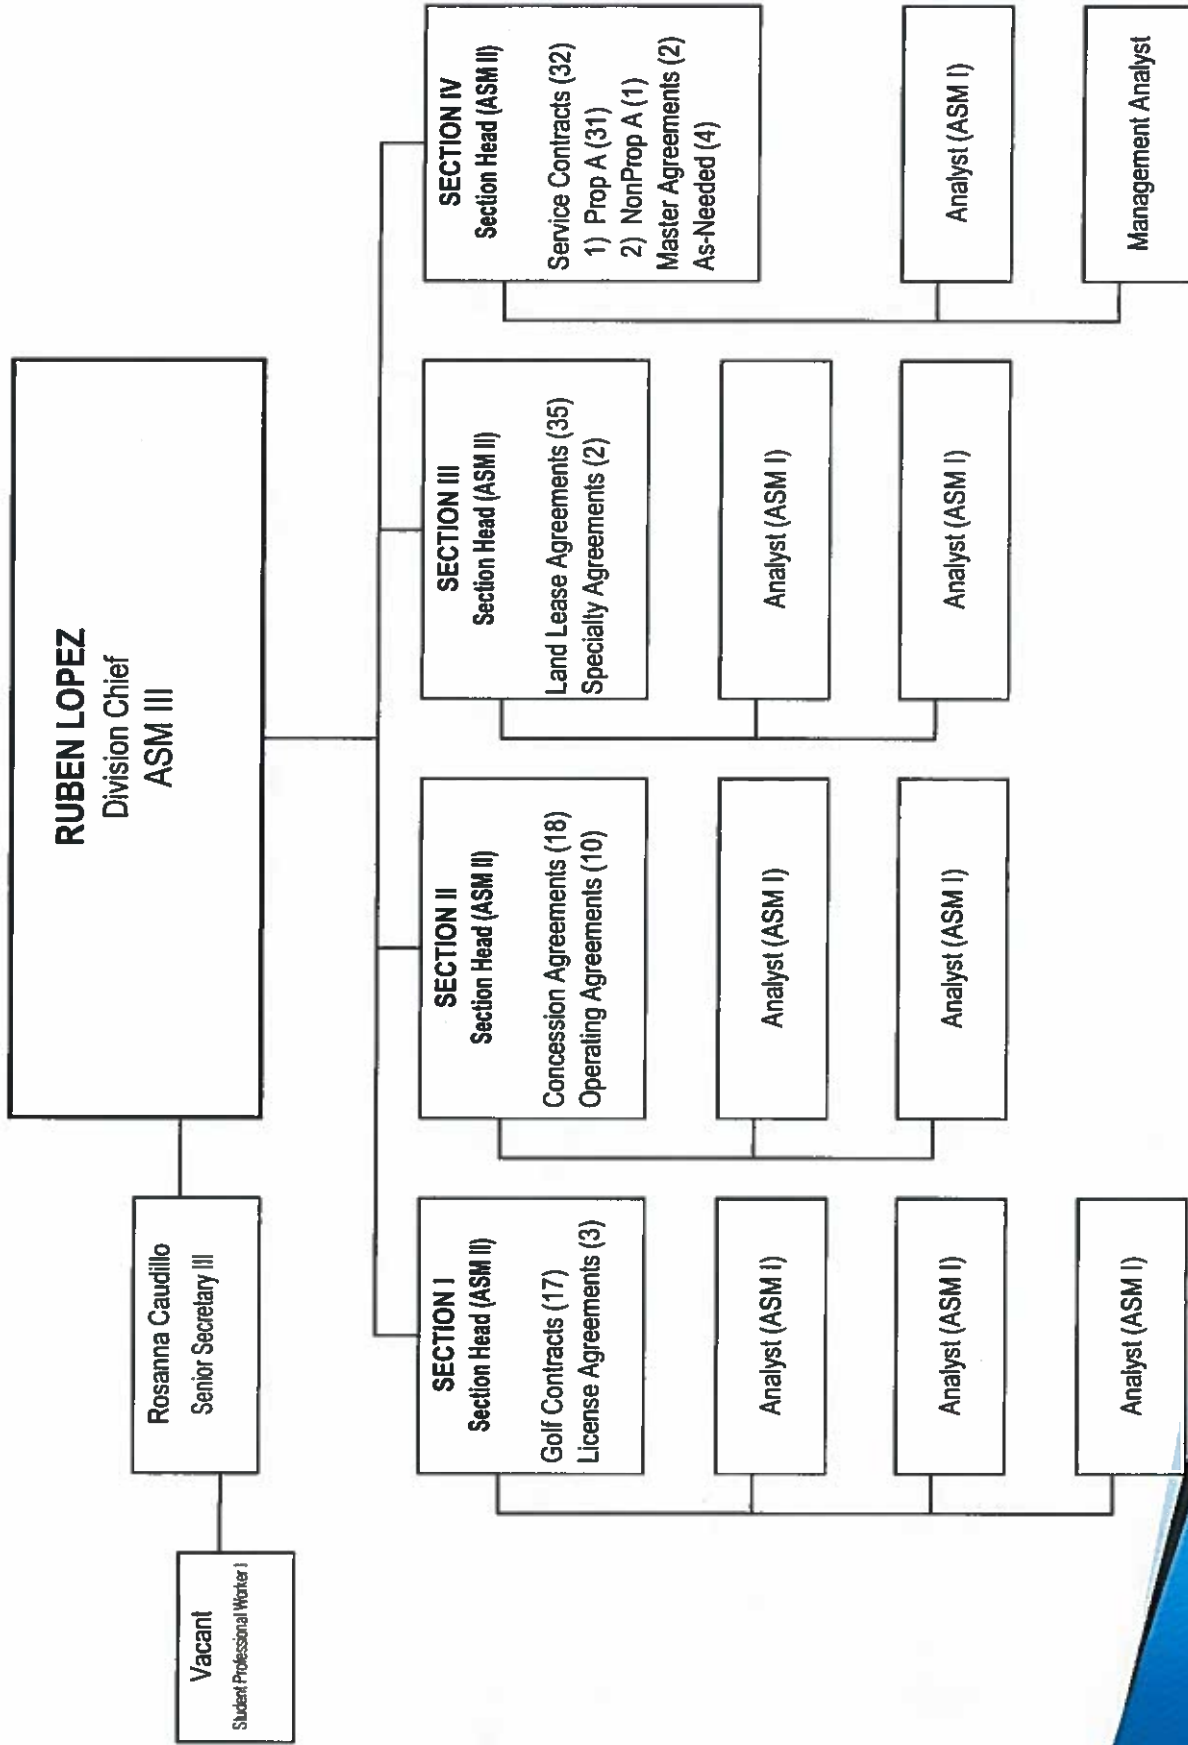 RUBEN LOPEZ
Division Chief
ASM III
Rosanna Caudillo
Senior Secretary III
Vacant
Student Professional Worker I
SECTION I
Section Head (ASM II)
Golf Contracts (17)
License Agreements (3)
Analyst (ASM I)
Analyst (ASM I)
Analyst (ASM I)
SECTION II
Section Head (ASM II)
Concession Agreements (18)
Operating Agreements (10)
Analyst (ASM I)
Analyst (ASM I)
SECTION III
Section Head (ASM II)
Land Lease Agreements (35)
Specialty Agreements (2)
Analyst (ASM I)
Analyst (ASM I)
SECTION IV
Section Head (ASM II)
Service Contracts (32)
1) Prop A (31)
2) NonProp A (1)
Master Agreements (2)
As-Needed (4)
Analyst (ASM I)
Management Analyst